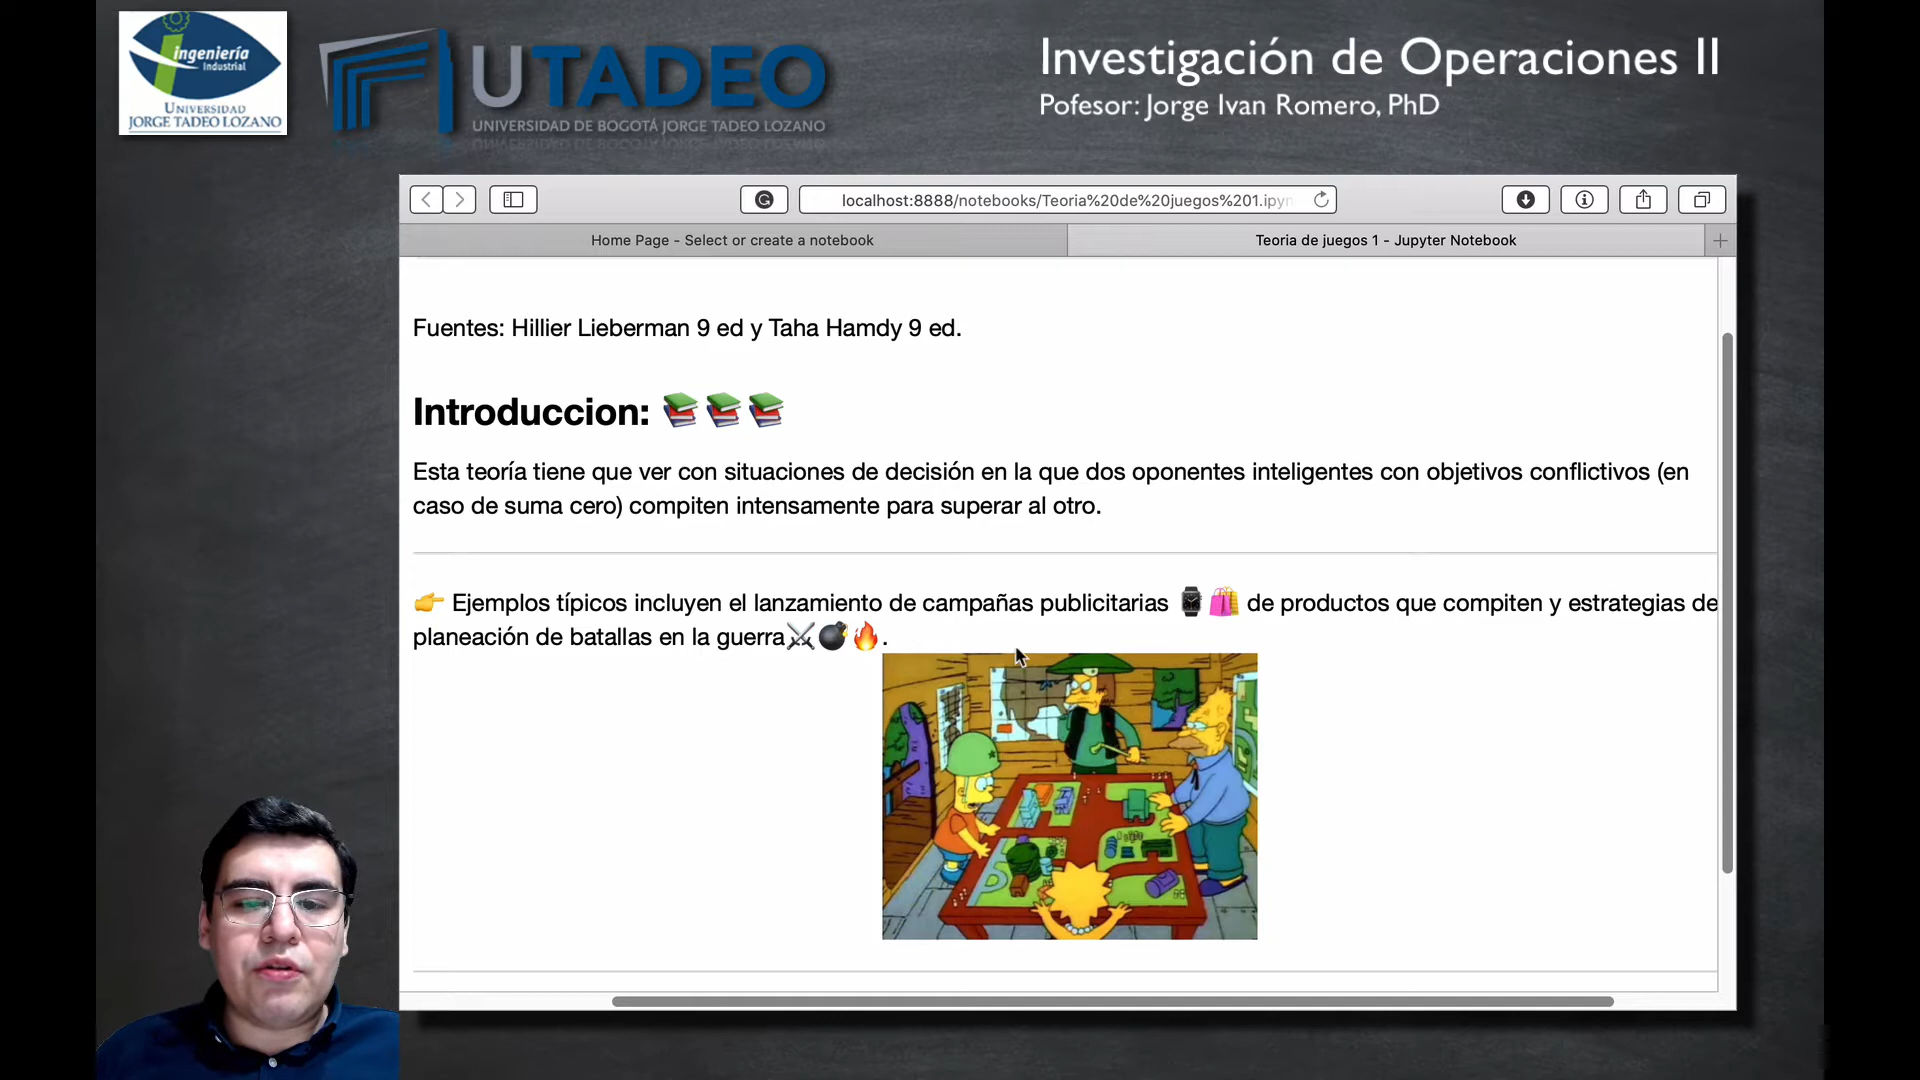 ingeniería
Industrial
UNIVERSIDAD
JORGE TADEO LOZANO
UTADEO
UNIVERSIDAD DE BOGOTÁ JORGE TADEO LOZANO
Investigación de Operaciones II
Pofesor: Jorge Ivan Romero, PhD
localhost:8888/notebooks/Teoria%20de%20juegos%201.ipyn
Home Page - Select or create a notebook
Teoria de juegos 1 - Jupyter Notebook
Fuentes: Hillier Lieberman 9 ed y Taha Hamdy 9 ed.
Introduccion: 📚📚📚
Esta teoría tiene que ver con situaciones de decisión en la que dos oponentes inteligentes con objetivos conflictivos (en
caso de suma cero) compiten intensamente para superar al otro.
👉 Ejemplos típicos incluyen el lanzamiento de campañas publicitarias ⌚🛍️ de productos que compiten y estrategias de
planeación de batallas en la guerra⚔️💣🔥.